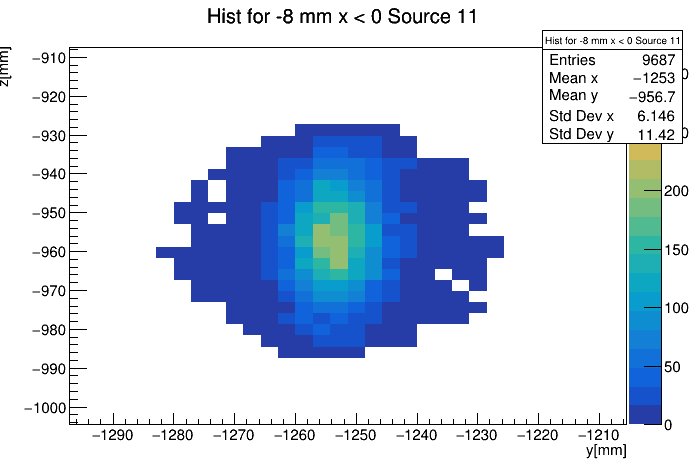 Hist for -8 mm x < 0 Source 11
Hist for -8 mm x < 0 Source 11
Entries 9687
Mean x −1253
Mean y −956.7
Std Dev x 6.146
Std Dev y 11.42
z[mm]
−910
−920
−930
−940
−950
−960
−970
−980
−990
−1000
−1290 −1280 −1270 −1260 −1250 −1240 −1230 −1220 −1210
y[mm]
200
150
100
50
0